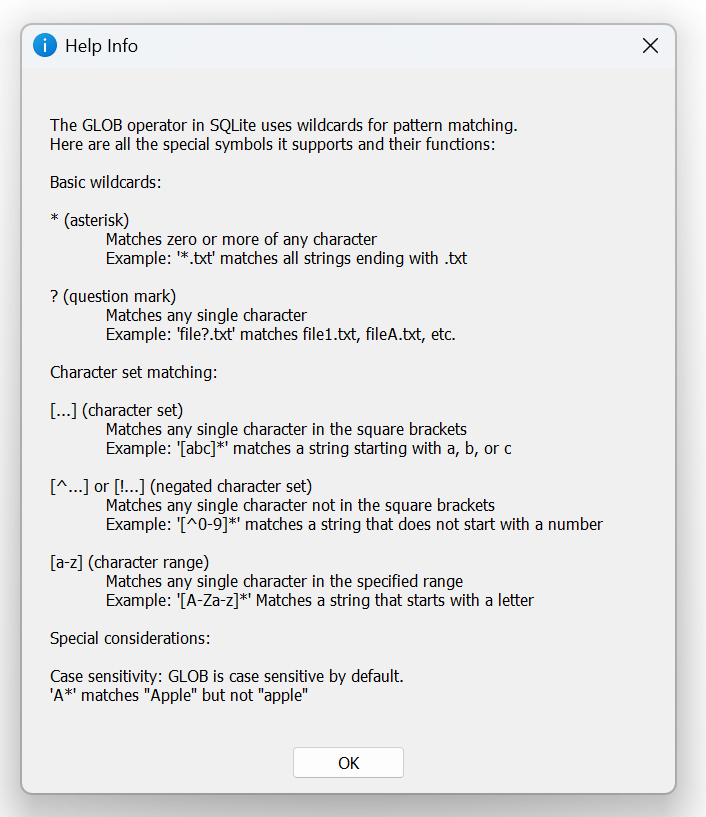 Help Info
The GLOB operator in SQLite uses wildcards for pattern matching.
Here are all the special symbols it supports and their functions:
Basic wildcards:
* (asterisk)
Matches zero or more of any character
Example: '*.txt' matches all strings ending with .txt
? (question mark)
Matches any single character
Example: 'file?.txt' matches file1.txt, fileA.txt, etc.
Character set matching:
[...] (character set)
Matches any single character in the square brackets
Example: '[abc]*' matches a string starting with a, b, or c
[^...] or [!...] (negated character set)
Matches any single character not in the square brackets
Example: '[^0-9]*' matches a string that does not start with a number
[a-z] (character range)
Matches any single character in the specified range
Example: '[A-Za-z]*' Matches a string that starts with a letter
Special considerations:
Case sensitivity: GLOB is case sensitive by default.
'A*' matches "Apple" but not "apple"
OK